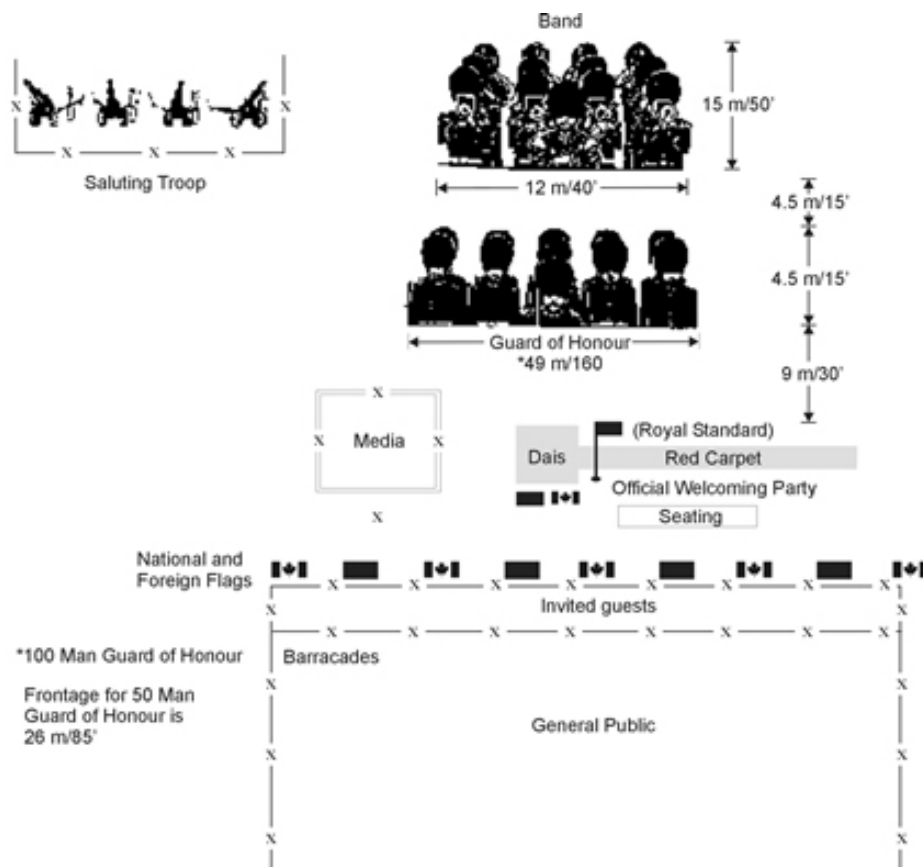 Band
15 m/50’
Saluting Troop
12 m/40’
4.5 m/15’
4.5 m/15’
Guard of Honour
*49 m/160
9 m/30’
Media
(Royal Standard)
Dais
Red Carpet
Official Welcoming Party
Seating
National and
Foreign Flags
Invited guests
*100 Man Guard of Honour
Barracades
Frontage for 50 Man
Guard of Honour is
26 m/85’
General Public